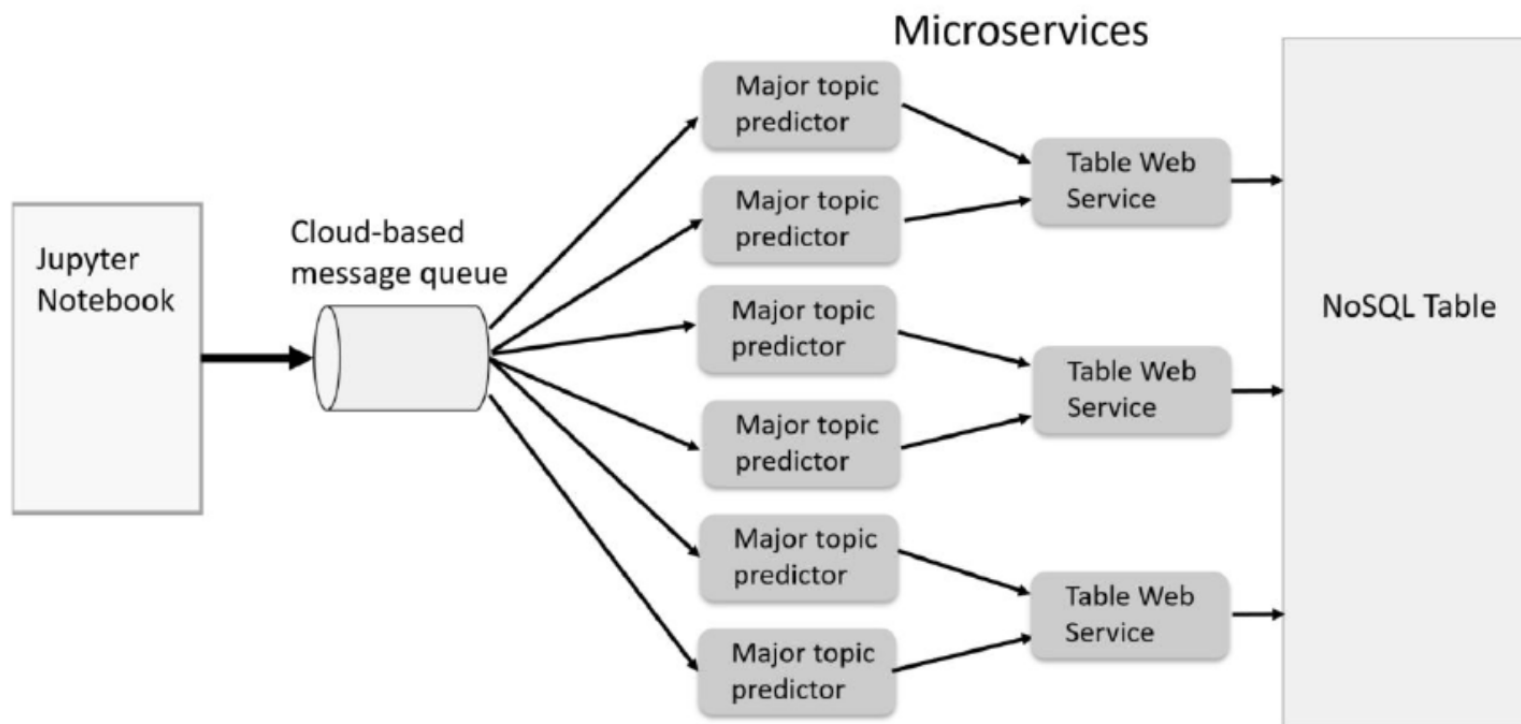 Microservices
Jupyter
Notebook
Cloud-based
message queue
Major topic
predictor
Major topic
predictor
Major topic
predictor
Major topic
predictor
Major topic
predictor
Major topic
predictor
Table Web
Service
Table Web
Service
Table Web
Service
NoSQL Table